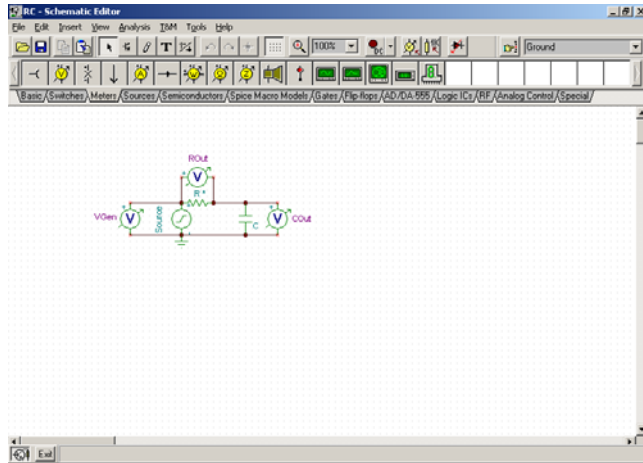 RC - Schematic Editor
File Edit Insert View Analysis T&M Tools Help
T 100% DC Ground
Basic Switches Meters Sources Semiconductors Spice Macro Models Gates Flip-flops AD/DA-555 Logic ICs RF Analog Control Special
ROut
V
R
VGen V Source C V COut
Exit